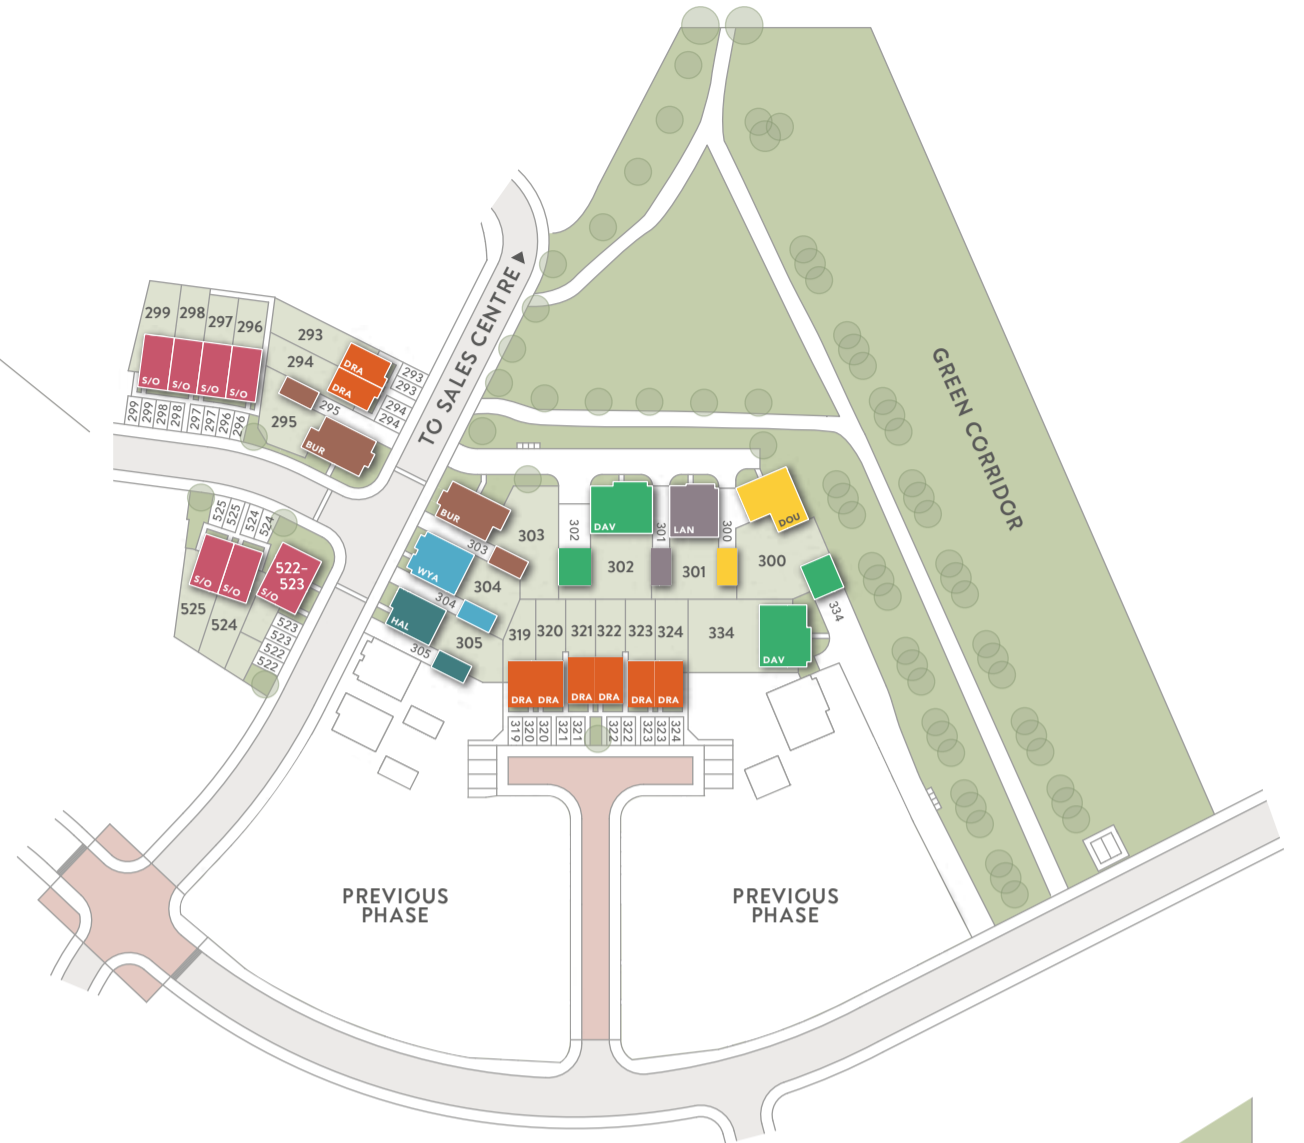 TO SALES CENTRE ▲
GREEN CORRIDOR
299
298
297
296
S/O
S/O
S/O
S/O
299
299
298
298
297
297
296
296
293
294
DRA
DRA
293
293
294
294
295
295
BUR
525
525
524
524
S/O
S/O
522-
523
S/O
525
524
523
523
522
522
BUR
303
303
WYA
304
304
HAL
305
305
302
DAV
302
301
LAN
301
300
DOU
300
334
334
DAV
319
320
321
322
323
324
DRA
DRA
DRA
DRA
DRA
DRA
319
320
320
321
321
322
322
323
323
324
PREVIOUS
PHASE
PREVIOUS
PHASE